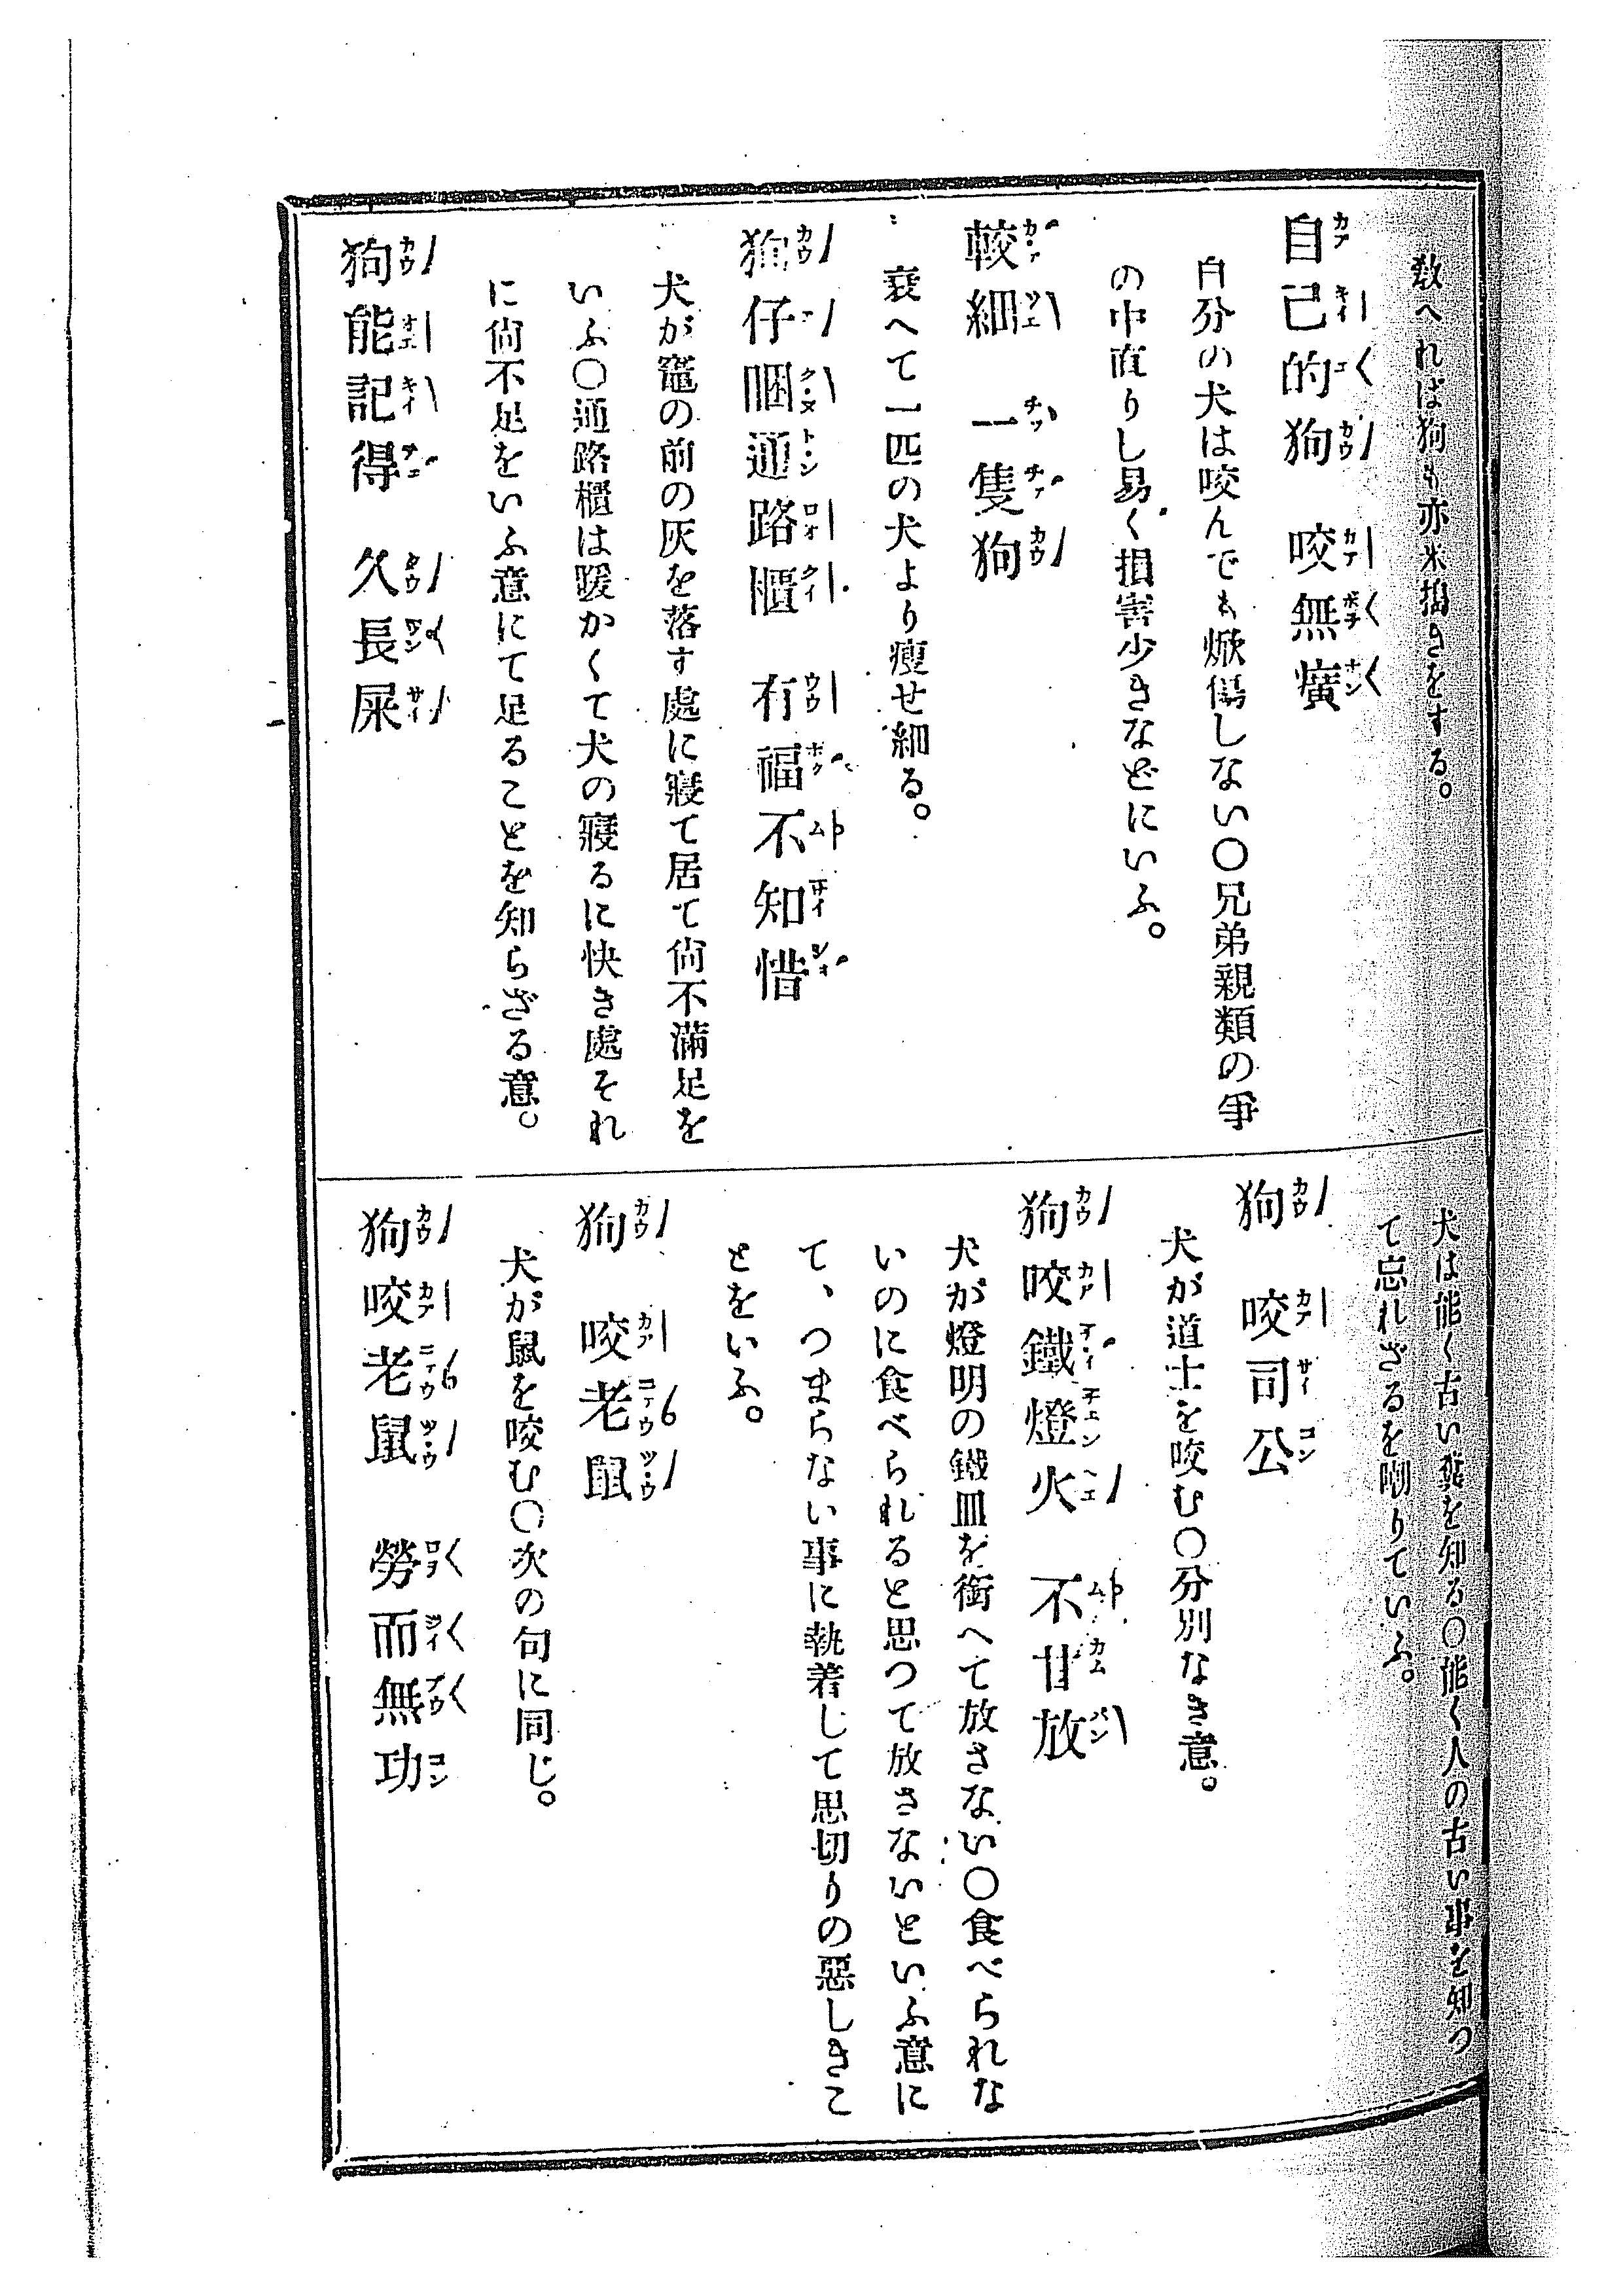 教へれば狗も亦米搗きをする。
自己的狗 咬無癀
自分の犬は咬んでも焮傷しない〇兄弟親類の爭
の中直りし易く損害少きなどにいふ。
較細 一隻狗
衰へて一匹の犬より瘦せ細る。
狗仔睏通路櫃 有福不知惜
犬が竈の前の灰を落す處に寢て居て尙不滿足を
いふ〇通路櫃は暖かくて犬の寢るに快き處それ
に尙不足をいふ意にて足ることを知らざる意。
狗能記得 久長屎
犬は能く古い糞を知る〇能く人の古い事を知つ
て忘れざるを嘲りていふ。
狗 咬司公
犬が道士を咬む〇分別なき意。
狗咬鐵燈火 不甘放
犬が燈明の鐵皿を銜へて放さない〇食べられな
いのに食べられると思つて放さないといふ意に
て、つまらない事に執着して思切りの惡しきこ
とをいふ。
狗 咬老鼠
犬が鼠を咬む〇次の句に同じ。
狗咬老鼠 勞而無功